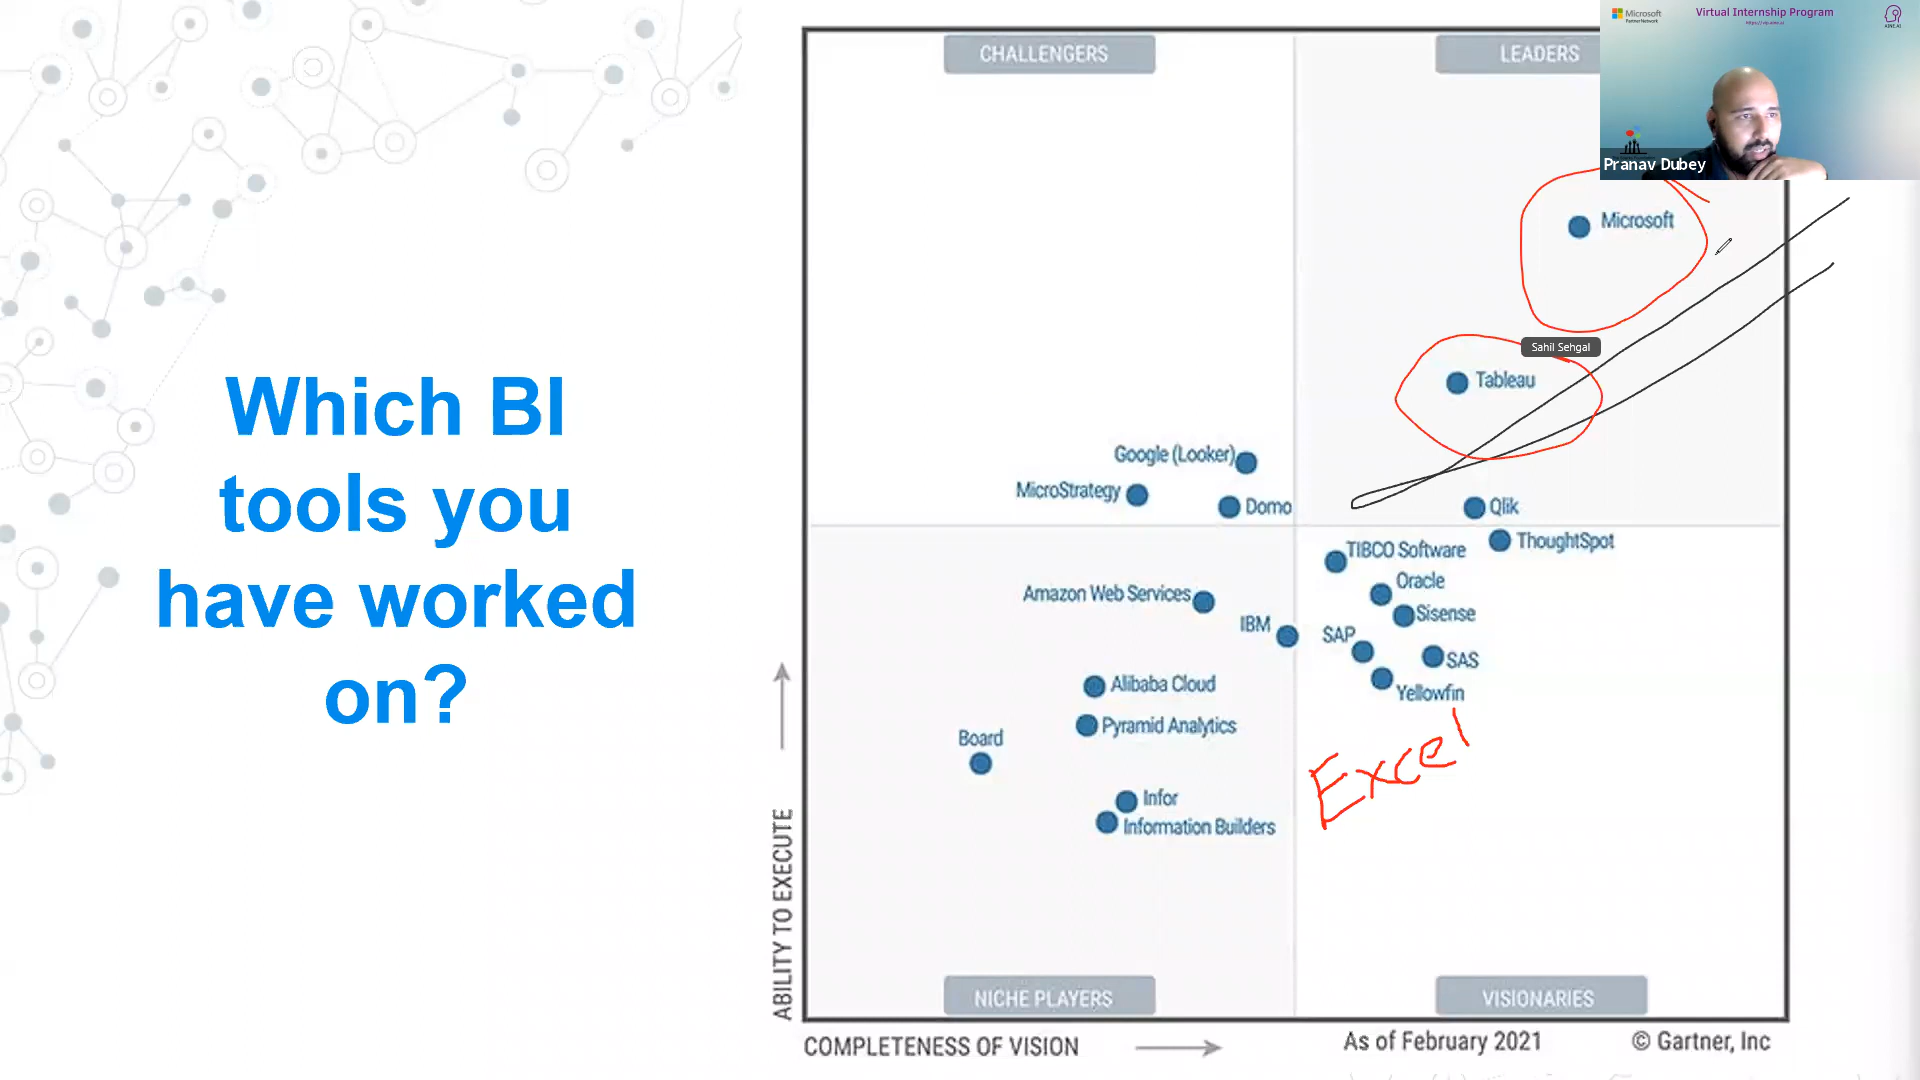 Which BI
tools you
have worked
on?
CHALLENGERS
LEADERS
Microsoft
Virtual Internship Program
Pranav Dubey
Microsoft
Sahil Sehgal
Tableau
Google (Looker)
MicroStrategy
Domo
Qlik
ThoughtSpot
TIBCO Software
Oracle
Amazon Web Services
Sisense
IBM
SAP
SAS
Yellowfin
Alibaba Cloud
Pyramid Analytics
Board
Excel
Infor
Information Builders
ABILITY TO EXECUTE
NICHE PLAYERS
VISIONARIES
COMPLETENESS OF VISION
As of February 2021
© Gartner, Inc